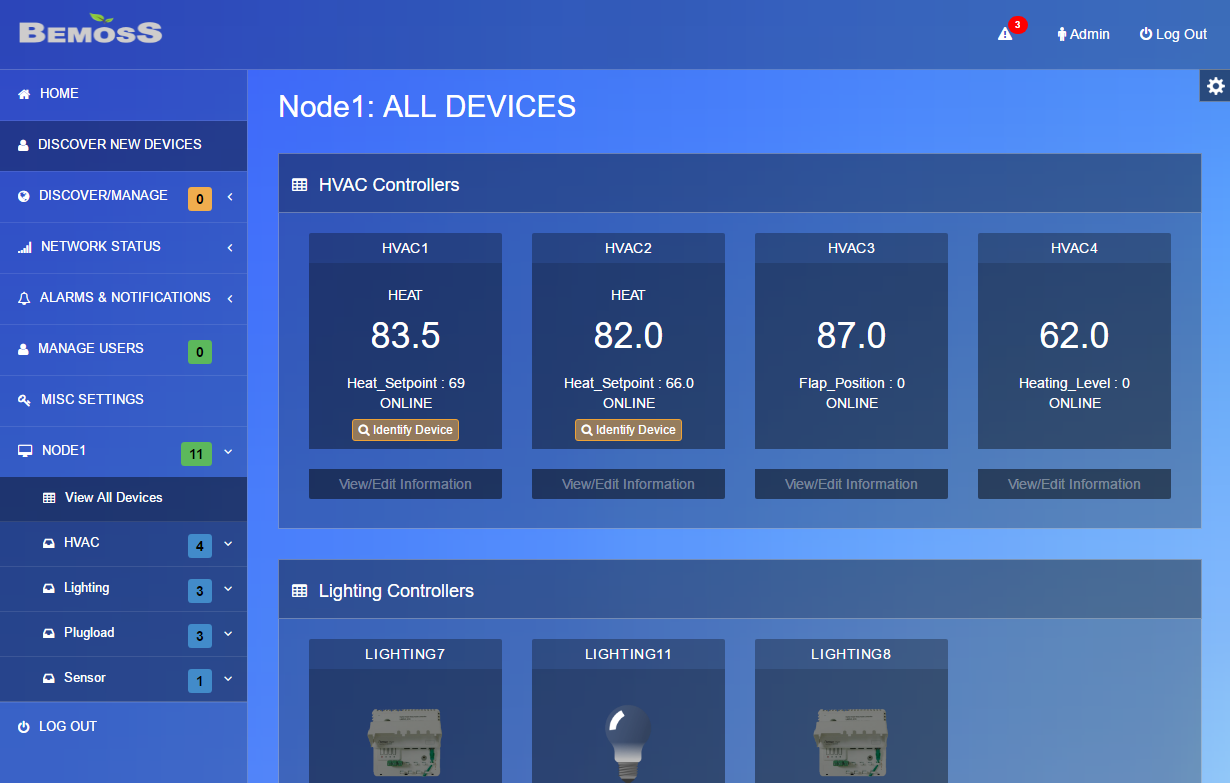 BEMOSS
3
Admin
Log Out
HOME
DISCOVER NEW DEVICES
DISCOVER/MANAGE 0
NETWORK STATUS
ALARMS & NOTIFICATIONS
MANAGE USERS 0
MISC SETTINGS
NODE1 11
View All Devices
HVAC 4
Lighting 3
Plugload 3
Sensor 1
LOG OUT
Node1: ALL DEVICES
HVAC Controllers
HVAC1
HEAT
83.5
Heat_Setpoint : 69
ONLINE
Identify Device
View/Edit Information
HVAC2
HEAT
82.0
Heat_Setpoint : 66.0
ONLINE
Identify Device
View/Edit Information
HVAC3
87.0
Flap_Position : 0
ONLINE
View/Edit Information
HVAC4
62.0
Heating_Level : 0
ONLINE
View/Edit Information
Lighting Controllers
LIGHTING7
LIGHTING11
LIGHTING8